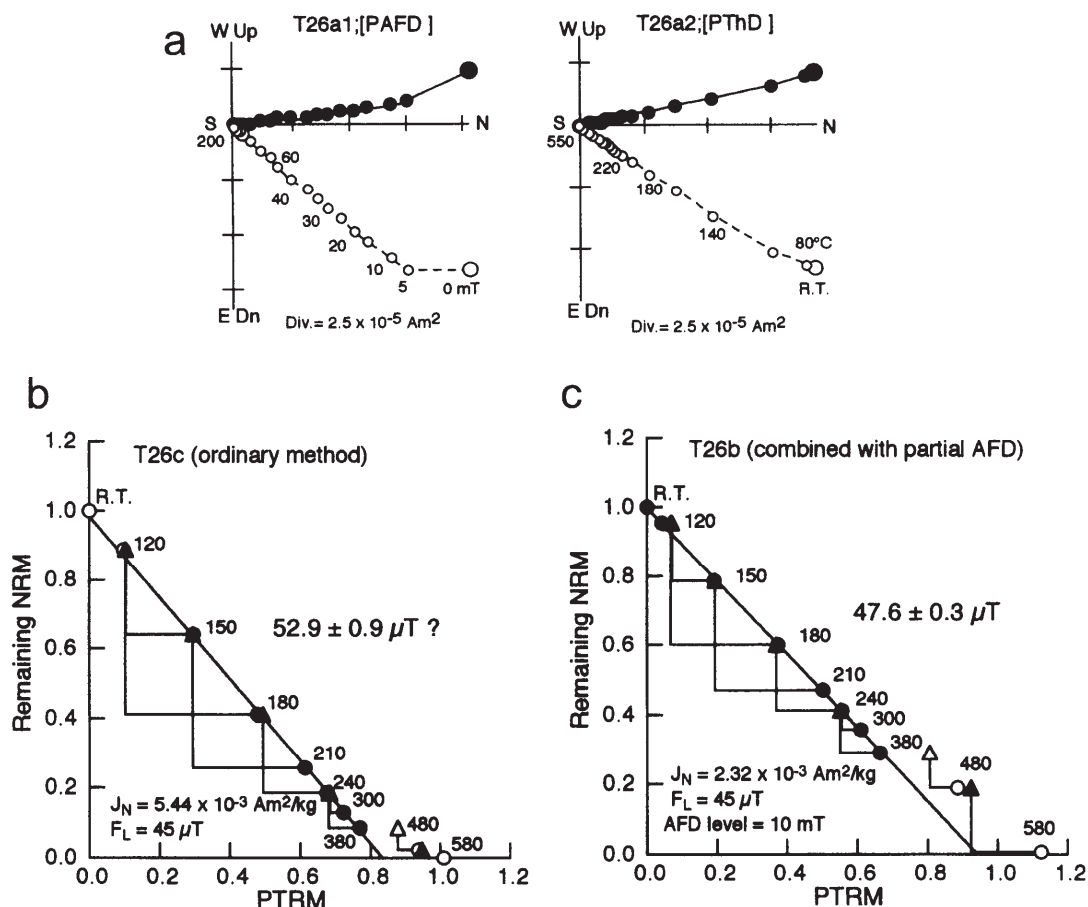 a
T26a1;[PAFD ]
W Up
S
N
200
60
40
30
20
10
5
0 mT
E Dn
Div.= 2.5 x 10⁻⁵ Am²
T26a2;[PThD ]
W Up
S
N
550
220
180
140
80°C
R.T.
E Dn
Div.= 2.5 x 10⁻⁵ Am²
b
T26c (ordinary method)
Remaining NRM
1.2
1.0
0.8
0.6
0.4
0.2
0.0
R.T.
120
150
52.9 ± 0.9 µT ?
180
210
240
300
380
480
580
J_N = 5.44 x 10⁻³ Am²/kg
F_L = 45 µT
0.0 0.2 0.4 0.6 0.8 1.0 1.2
PTRM
c
T26b (combined with partial AFD)
Remaining NRM
1.2
1.0
0.8
0.6
0.4
0.2
0.0
R.T.
120
150
47.6 ± 0.3 µT
180
210
240
300
380
480
580
J_N = 2.32 x 10⁻³ Am²/kg
F_L = 45 µT
AFD level = 10 mT
0.0 0.2 0.4 0.6 0.8 1.0 1.2
PTRM